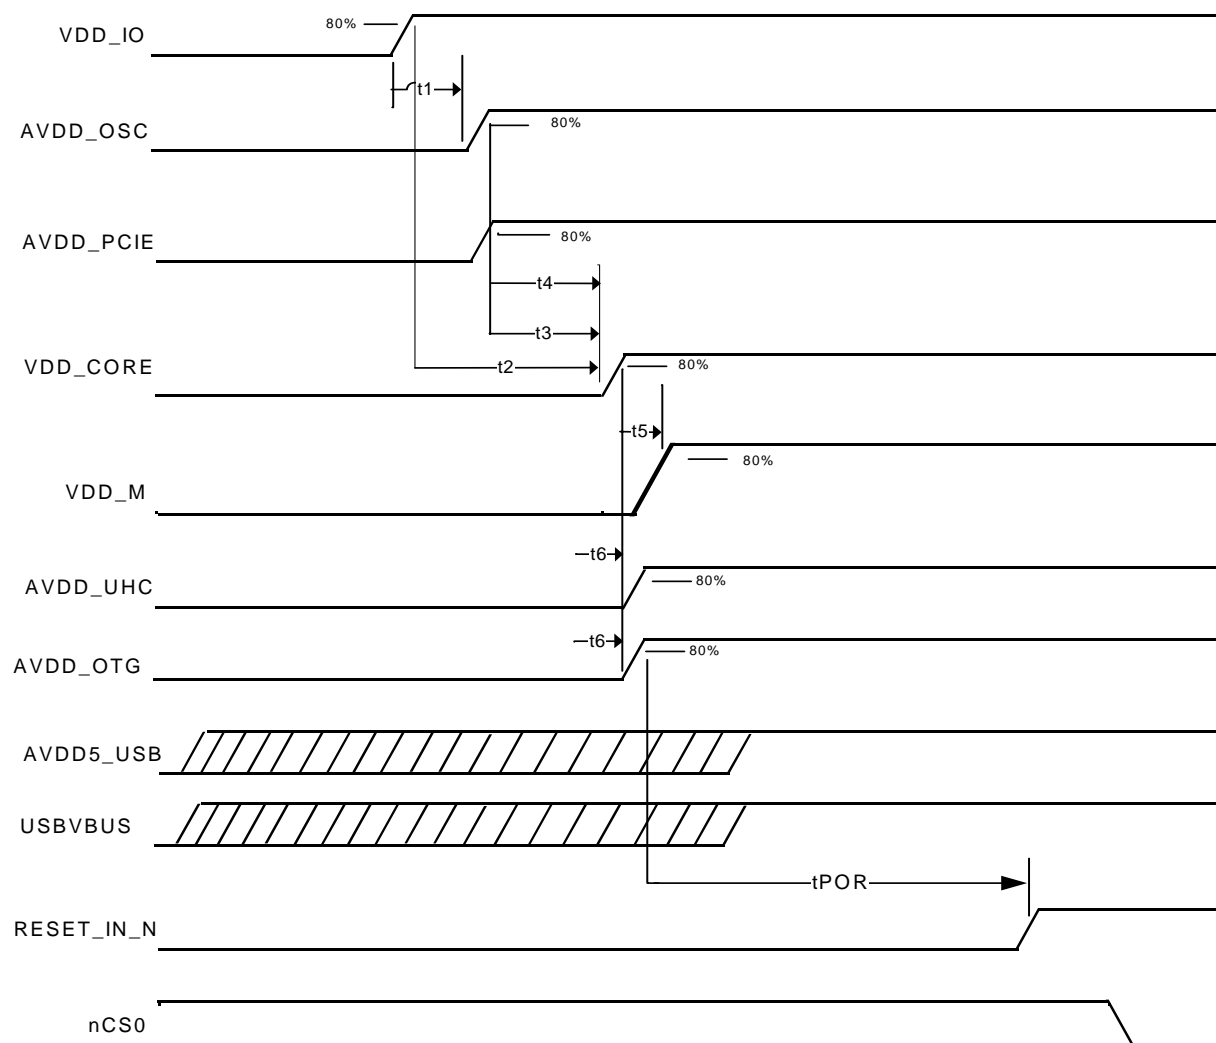 80%
VDD_IO
t1
80%
AVDD_OSC
80%
AVDD_PCIE
t4
t3
80%
VDD_CORE
t2
t5
80%
VDD_M
t6
80%
AVDD_UHC
t6
80%
AVDD_OTG
AVDD5_USB
USBVBUS
tPOR
RESET_IN_N
nCS0